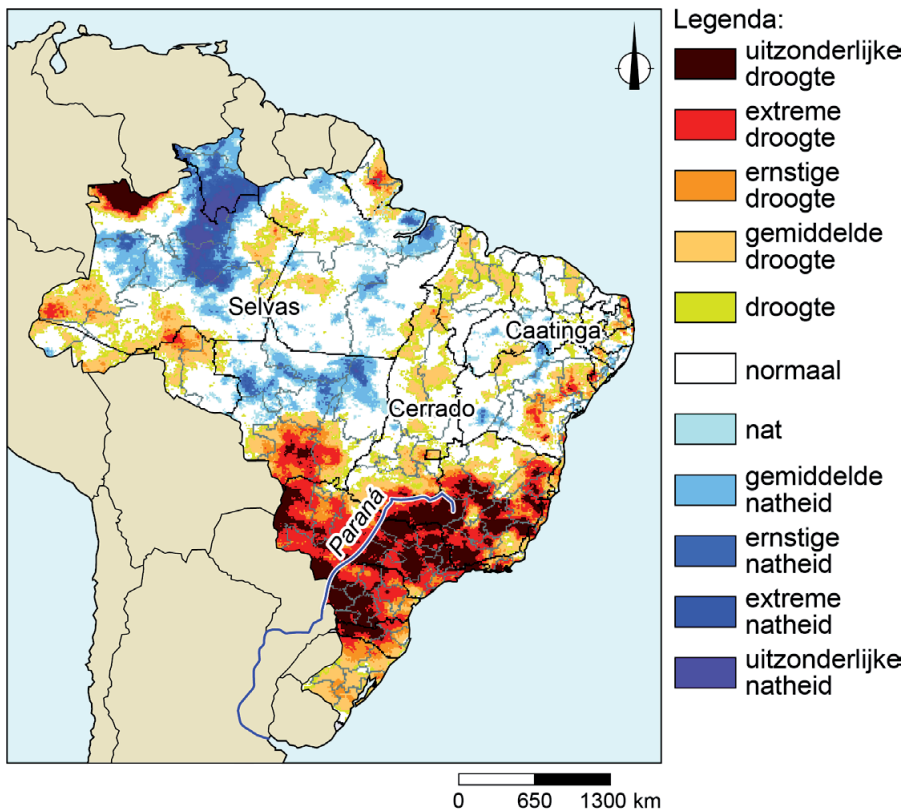 Legenda:
uitzonderlijke
droogte
extreme
droogte
ernstige
droogte
gemiddelde
droogte
droogte
normaal
nat
gemiddelde
natheid
ernstige
natheid
extreme
natheid
uitzonderlijke
natheid
Selvas
Caatinga
Cerrado
Paraná
0 650 1300 km